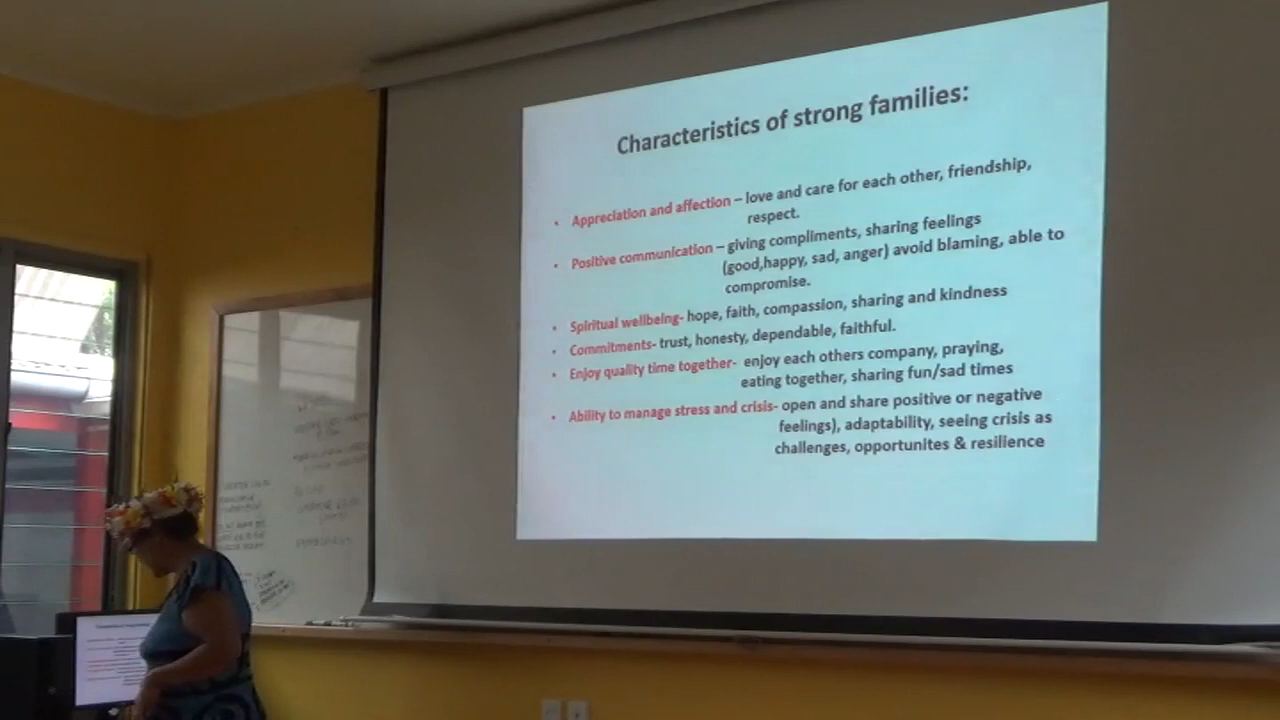 Characteristics of strong families:
• Appreciation and affection – love and care for each other, friendship,
respect.
• Positive communication – giving compliments, sharing feelings
(good,happy, sad, anger) avoid blaming, able to
compromise.
• Spiritual wellbeing- hope, faith, compassion, sharing and kindness
• Commitments- trust, honesty, dependable, faithful.
• Enjoy quality time together- enjoy each others company, praying,
eating together, sharing fun/sad times
• Ability to manage stress and crisis- open and share positive or negative
feelings), adaptability, seeing crisis as
challenges, opportunites & resilience